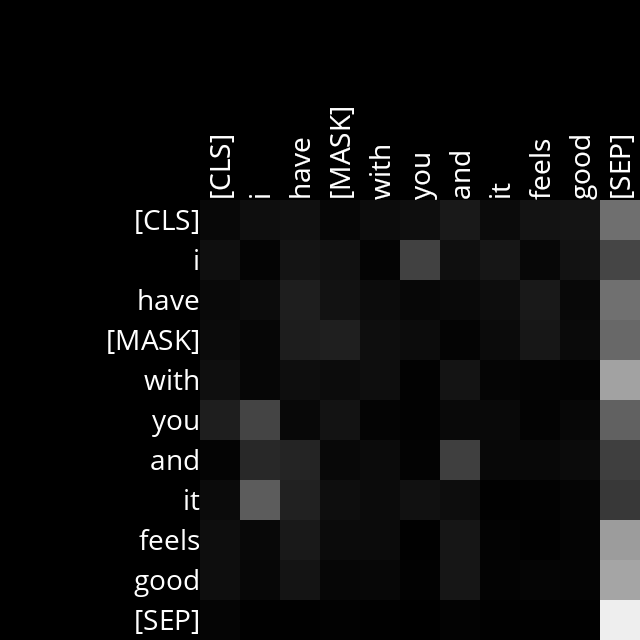 [CLS] i have [MASK] with you and it feels good [SEP]
[CLS]
i
have
[MASK]
with
you
and
it
feels
good
[SEP]